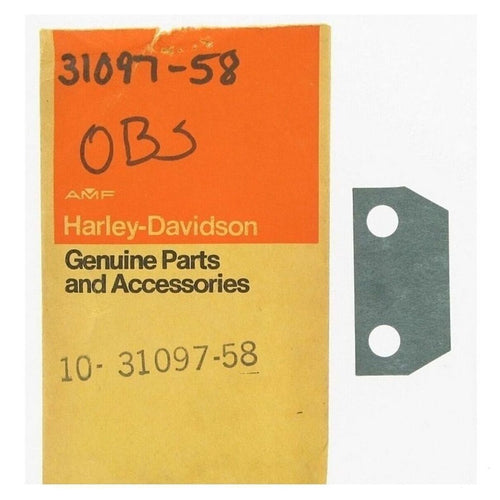 31097-58
OBS
AMF
Harley-Davidson
Genuine Parts
and Accessories
10- 31097-58